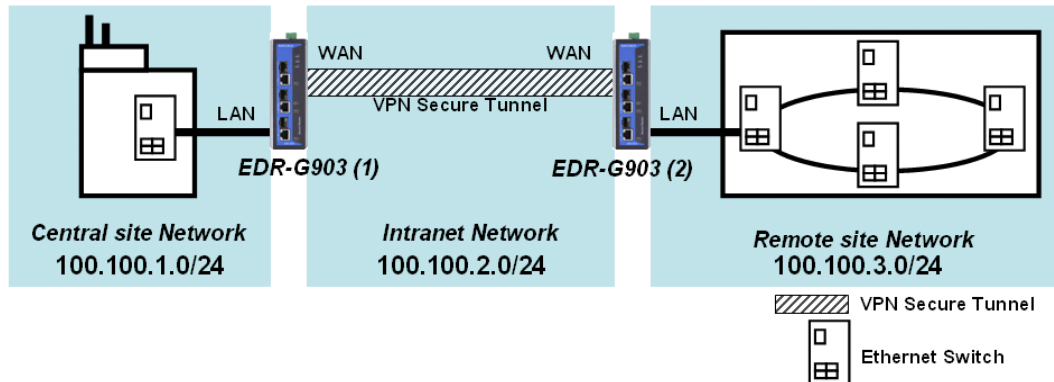 WAN
WAN
VPN Secure Tunnel
LAN
LAN
EDR-G903 (1)
EDR-G903 (2)
Central site Network
100.100.1.0/24
Intranet Network
100.100.2.0/24
Remote site Network
100.100.3.0/24
VPN Secure Tunnel
Ethernet Switch